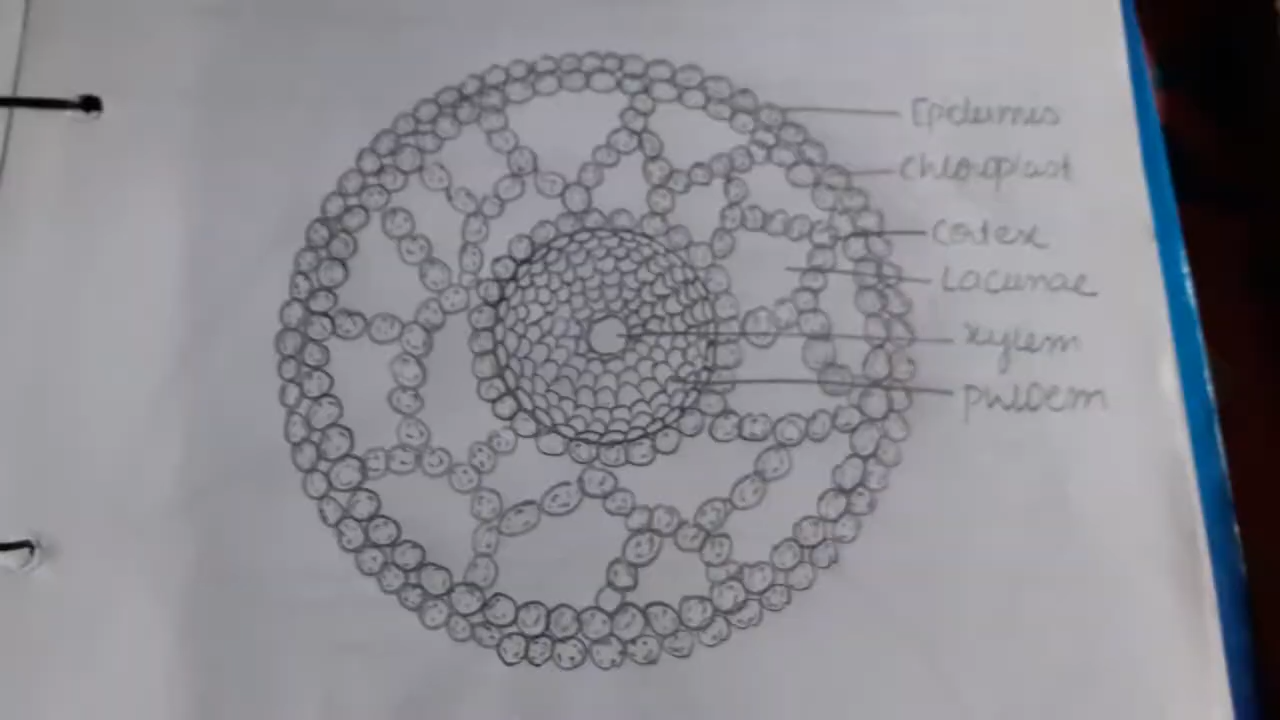 Epidermis
Chloroplast
Cortex
Lacunae
xylem
phloem